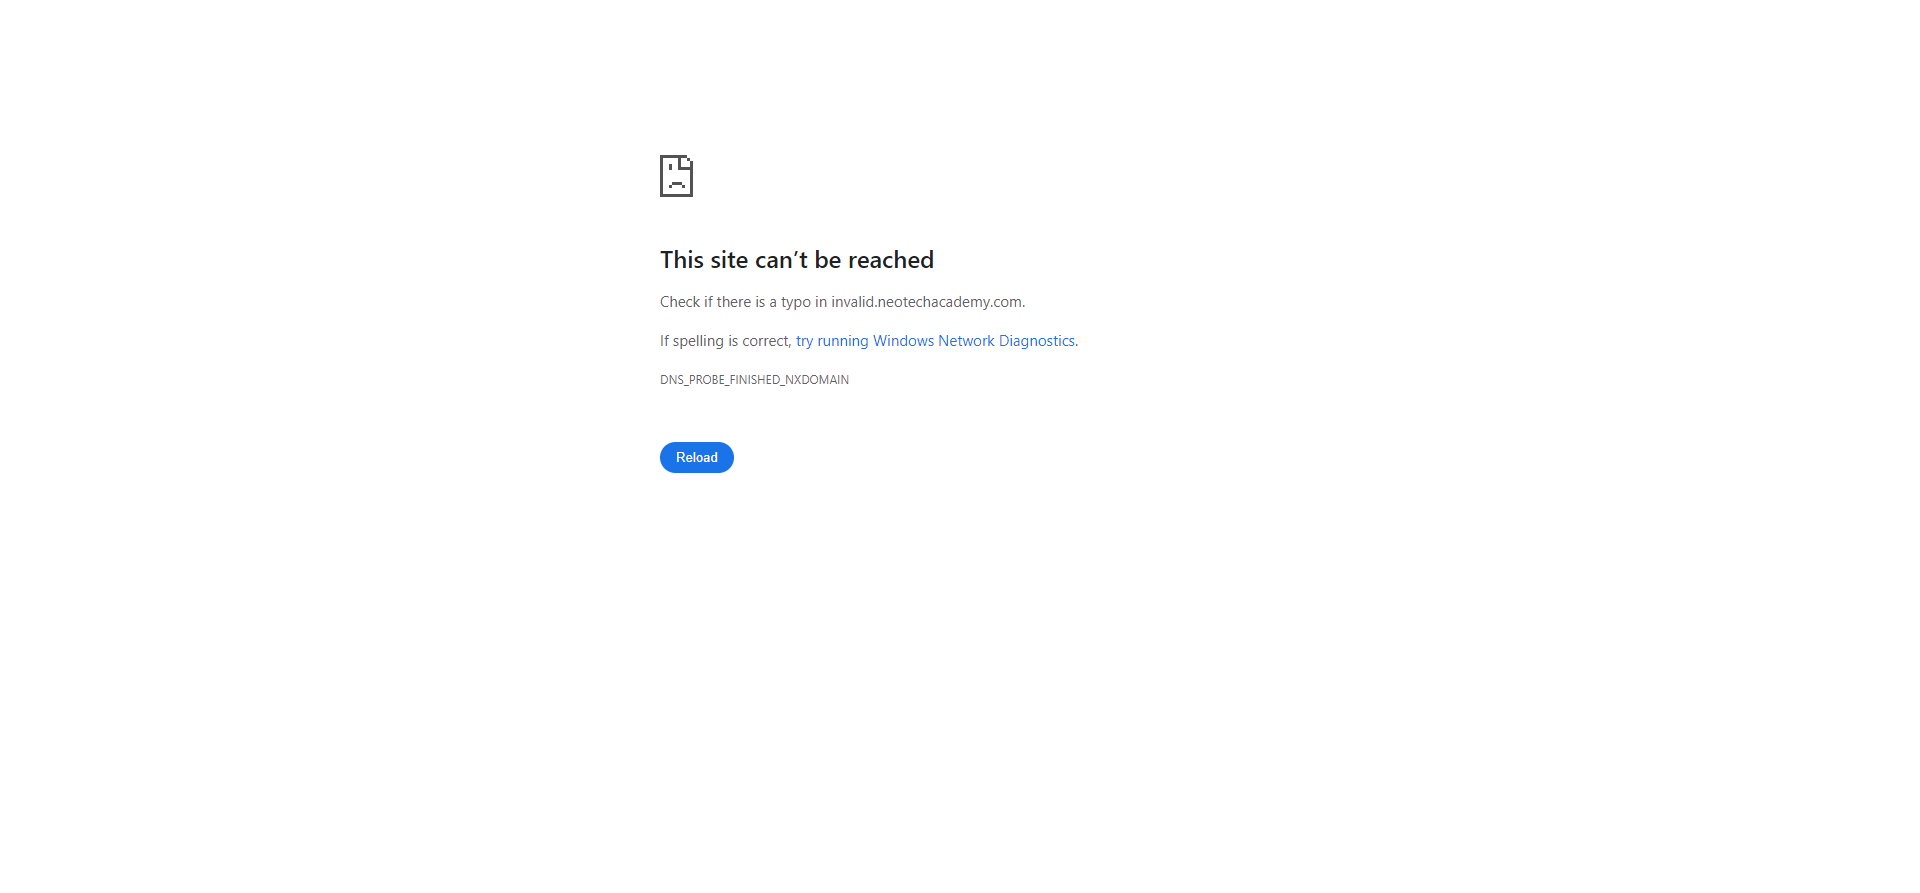 This site can’t be reached
Check if there is a typo in invalid.neotechacademy.com.
If spelling is correct, try running Windows Network Diagnostics.
DNS_PROBE_FINISHED_NXDOMAIN
Reload